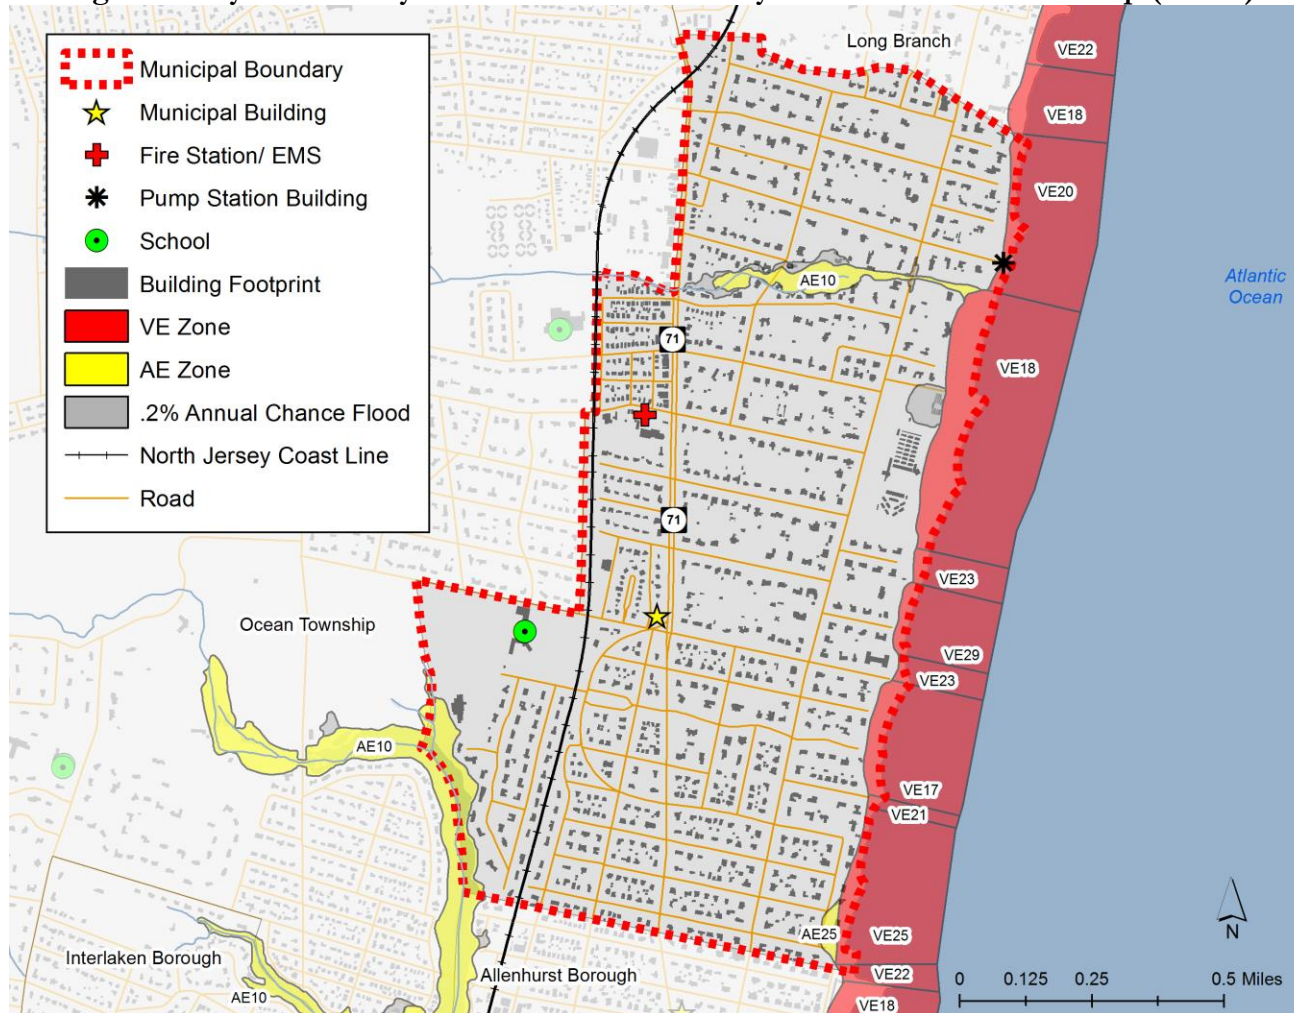 Municipal Boundary
Municipal Building
Fire Station/ EMS
Pump Station Building
School
Building Footprint
VE Zone
AE Zone
.2% Annual Chance Flood
North Jersey Coast Line
Road
Long Branch
VE22
VE18
VE20
AE10
Atlantic
Ocean
71
VE18
71
VE23
Ocean Township
VE29
VE23
AE10
VE17
VE21
AE25
VE25
Interlaken Borough
Allenhurst Borough
VE22
AE10
VE18
N
0 0.125 0.25 0.5 Miles